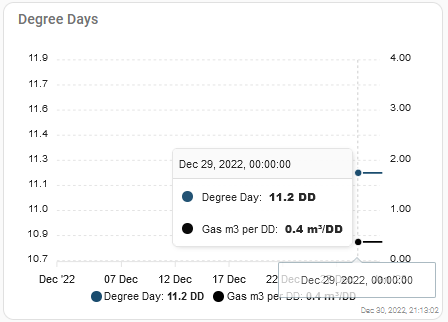 Degree Days
11.9
4.00
11.8
11.6
3.00
11.4
11.3
2.00
11.1
11.0
1.00
10.9
10.7
0.00
Dec 29, 2022, 00:00:00
Degree Day: 11.2 DD
Gas m3 per DD: 0.4 m³/DD
Dec '22 07 Dec 12 Dec 17 Dec 22
Dec 29, 2022, 00:00:00
Degree Day: 11.2 DD Gas m3 per DD: 0.4 m³/DD
Dec 30, 2022, 21:13:02